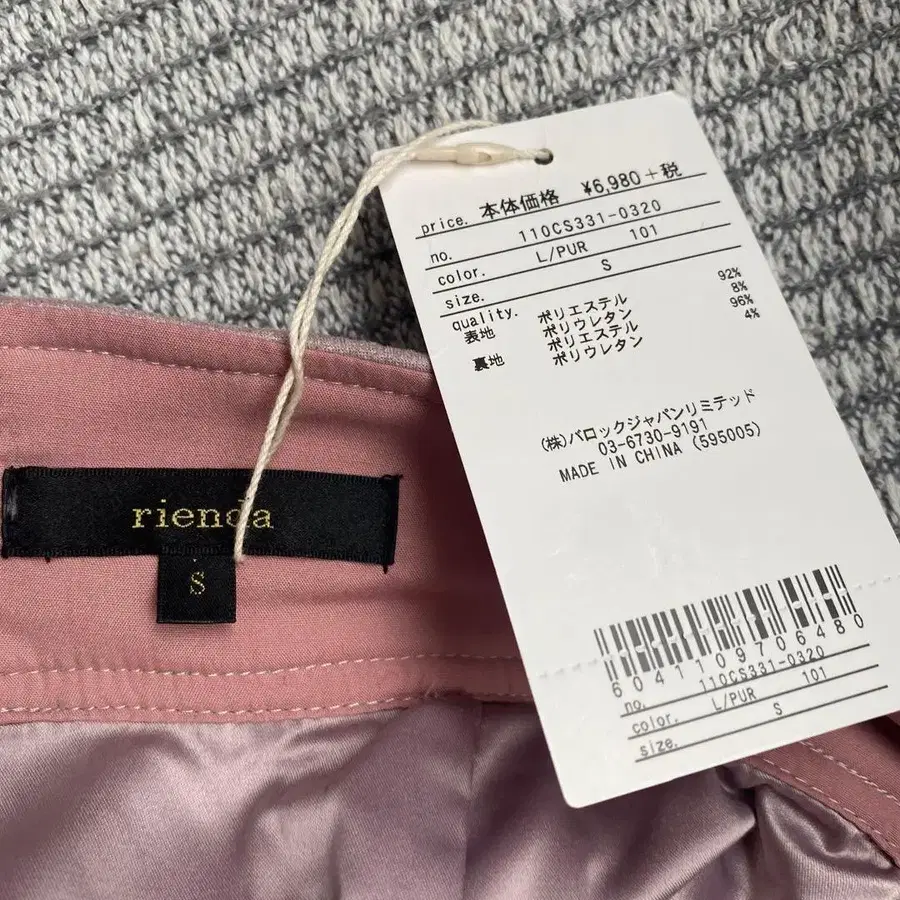 price. 本体価格 ¥6,980+税
no. 110CS331-0320
color. L/PUR 101
size. S
quality.
表地 ポリエステル 92%
ポリウレタン 8%
裏地 ポリエステル 96%
ポリウレタン 4%
(株)バロックジャパンリミテッド
03-6730-9191
MADE IN CHINA (595005)
6041109706480
no. 110CS331-0320
color. L/PUR 101
size. S
rienda
S